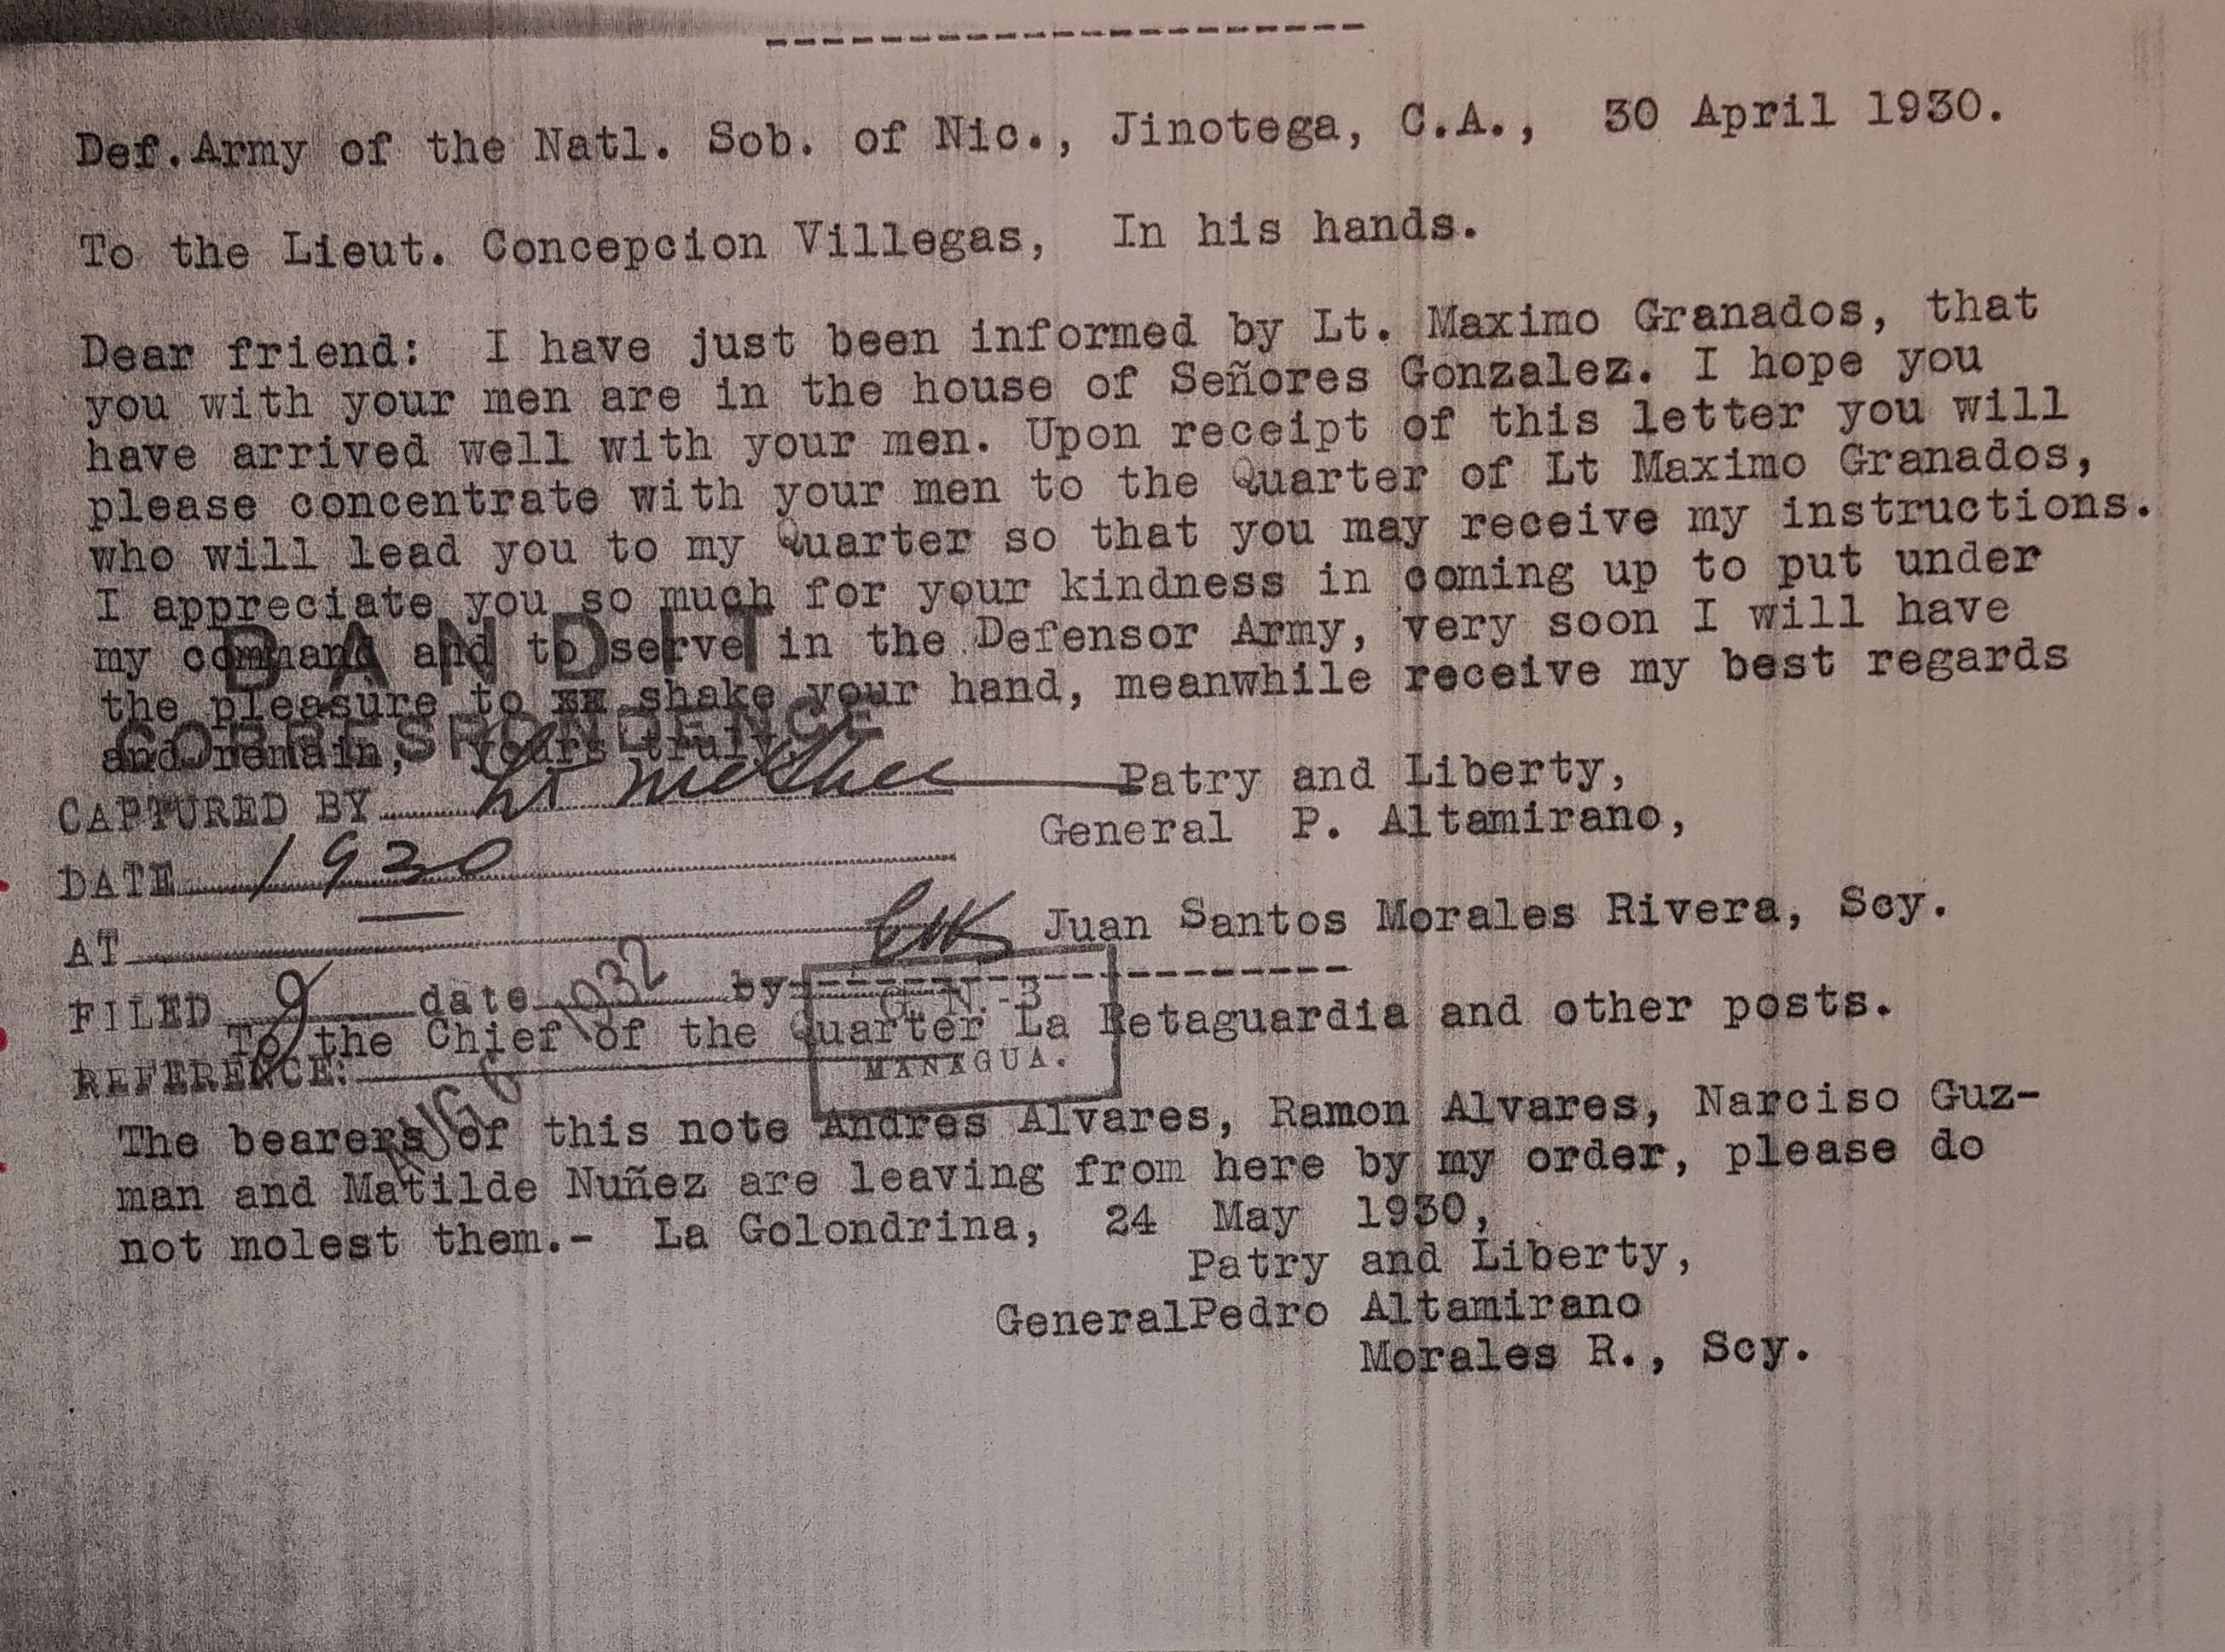 Def.Army of the Natl. Sob. of Nic., Jinotega, C.A., 30 April 1930.
To the Lieut. Concepcion Villegas, In his hands.
Dear friend: I have just been informed by Lt. Maximo Granados, that
you with your men are in the house of Señores Gonzalez. I hope you
have arrived well with your men. Upon receipt of this letter you will
please concentrate with your men to the Quarter of Lt Maximo Granados,
who will lead you to my Quarter so that you may receive my instructions.
I appreciate you so much for your kindness in coming up to put under
my command and to serve in the Defensor Army, very soon I will have
the pleasure to shake your hand, meanwhile receive my best regards
and remain, yours truly,
BANDIT
CORRESPONDENCE
Patry and Liberty,
CAPTURED BY Lt
General P. Altamirano,
DATE 1930
Juan Santos Morales Rivera, Scy.
AT
FILED 9 date AUG 6 1932 by
G.N.-3
MANAGUA.
To the Chief of the Quarter La Retaguardia and other posts.
REFERENCE:
The bearers of this note Andres Alvares, Ramon Alvares, Narciso Guz-
man and Matilde Nuñez are leaving from here by my order, please do
not molest them.- La Golondrina, 24 May 1930,
Patry and Liberty,
GeneralPedro Altamirano
Morales R., Scy.